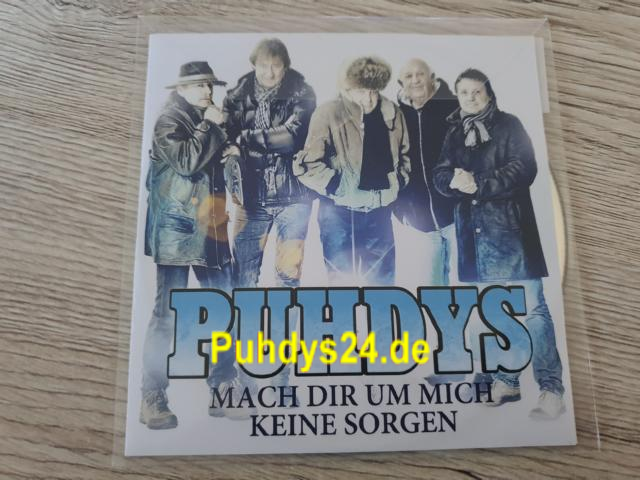 PUHDYS
Puhdys24.de
MACH DIR UM MICH
KEINE SORGEN